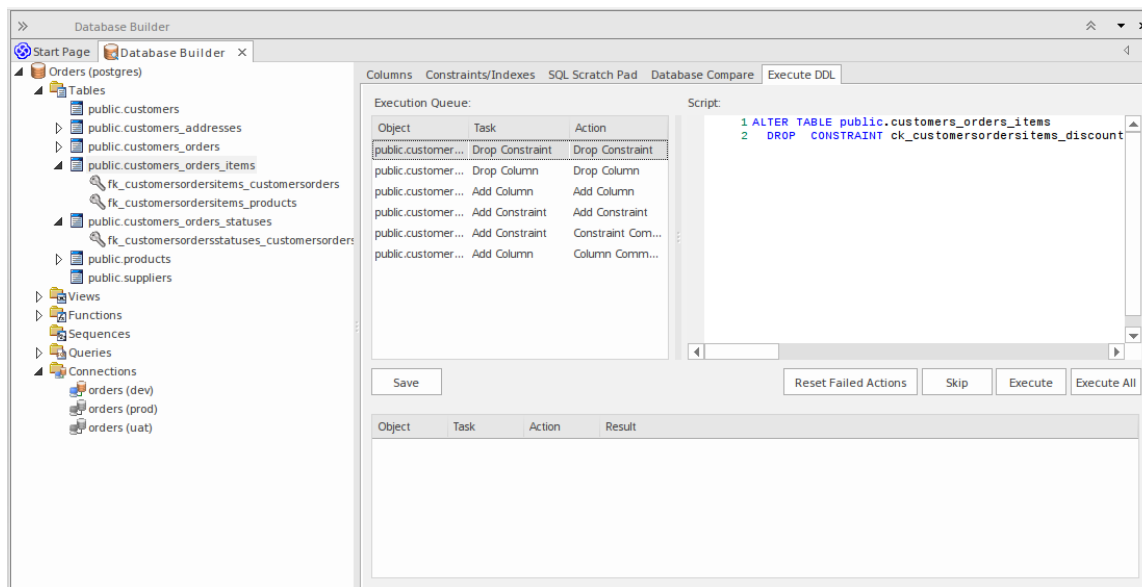 Database Builder
Start Page Database Builder
Orders (postgres)
Tables
public.customers
public.customers_addresses
public.customers_orders
public.customers_orders_items
fk_customersordersitems_customersorders
fk_customersordersitems_products
public.customers_orders_statuses
fk_customersordersstatuses_customersorders
public.products
public.suppliers
Views
Functions
Sequences
Queries
Connections
orders (dev)
orders (prod)
orders (uat)
Columns Constraints/Indexes SQL Scratch Pad Database Compare Execute DDL
Execution Queue:
Object Task Action
public.customer... Drop Constraint Drop Constraint
public.customer... Drop Column Drop Column
public.customer... Add Column Add Column
public.customer... Add Constraint Add Constraint
public.customer... Add Constraint Constraint Com...
public.customer... Add Column Column Comm...
Script:
1 ALTER TABLE public.customers_orders_items
2 DROP CONSTRAINT ck_customersordersitems_discount
Save Reset Failed Actions Skip Execute Execute All
Object Task Action Result